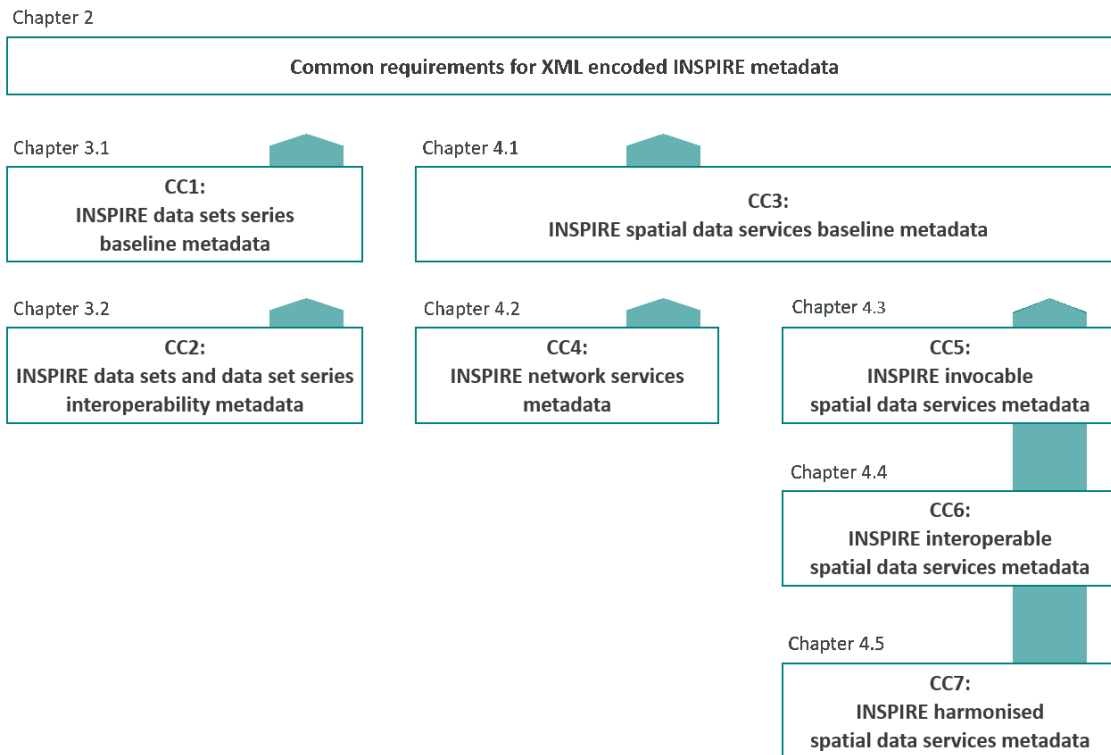 Chapter 2
Common requirements for XML encoded INSPIRE metadata
Chapter 3.1
CC1:
INSPIRE data sets series
baseline metadata
Chapter 4.1
CC3:
INSPIRE spatial data services baseline metadata
Chapter 3.2
CC2:
INSPIRE data sets and data set series
interoperability metadata
Chapter 4.2
CC4:
INSPIRE network services
metadata
Chapter 4.3
CC5:
INSPIRE invocable
spatial data services metadata
Chapter 4.4
CC6:
INSPIRE interoperable
spatial data services metadata
Chapter 4.5
CC7:
INSPIRE harmonised
spatial data services metadata